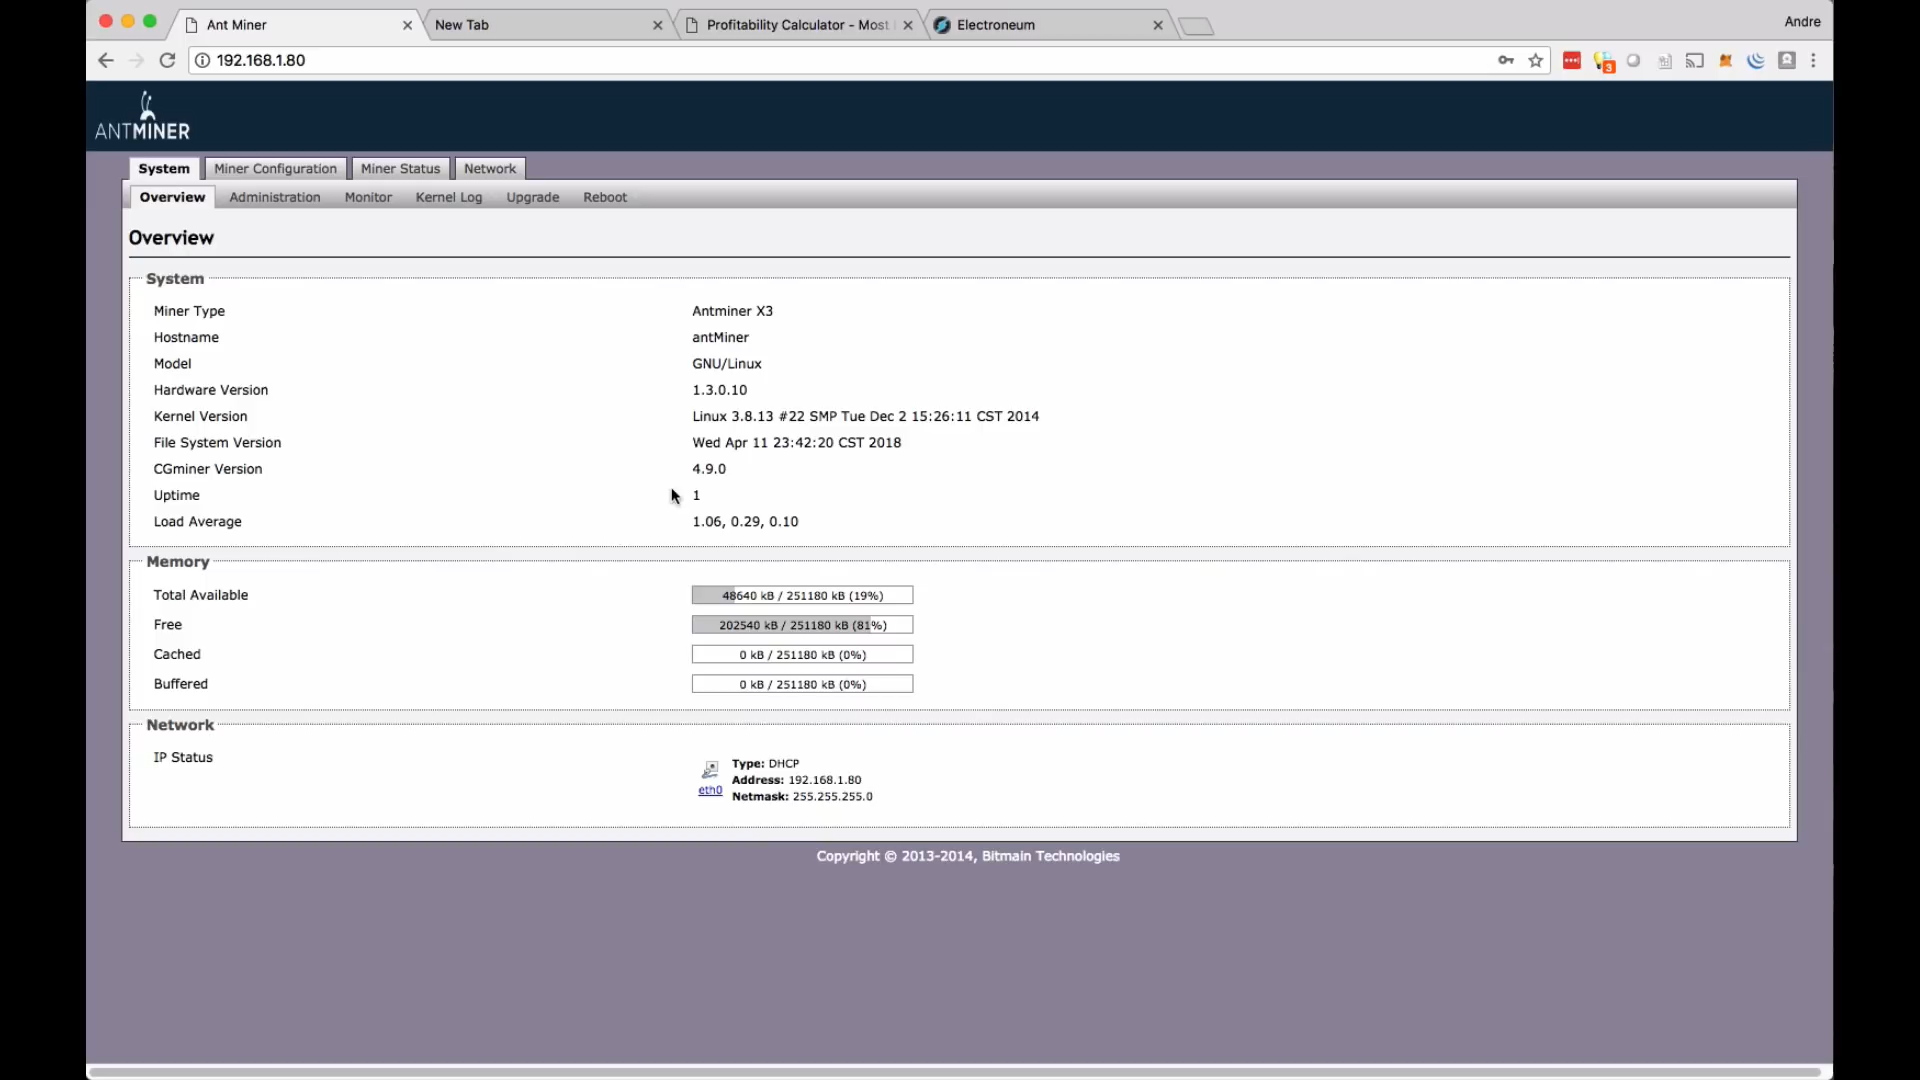 Ant Miner
New Tab
Profitability Calculator - Most
Electroneum
Andre
192.168.1.80
3
ANTMINER
System
Miner Configuration
Miner Status
Network
Overview
Administration
Monitor
Kernel Log
Upgrade
Reboot
Overview
System
Miner Type Antminer X3
Hostname antMiner
Model GNU/Linux
Hardware Version 1.3.0.10
Kernel Version Linux 3.8.13 #22 SMP Tue Dec 2 15:26:11 CST 2014
File System Version Wed Apr 11 23:42:20 CST 2018
CGminer Version 4.9.0
Uptime 1
Load Average 1.06, 0.29, 0.10
Memory
Total Available 48640 kB / 251180 kB (19%)
Free 202540 kB / 251180 kB (81%)
Cached 0 kB / 251180 kB (0%)
Buffered 0 kB / 251180 kB (0%)
Network
IP Status
eth0
Type: DHCP
Address: 192.168.1.80
Netmask: 255.255.255.0
Copyright © 2013-2014, Bitmain Technologies